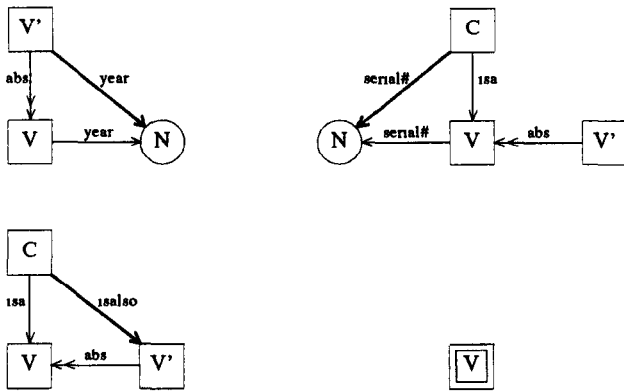 V'
abs
year
V
year
N
C
serial#
isa
N
serial#
V
abs
V'
C
isa
isalso
V
abs
V'
V